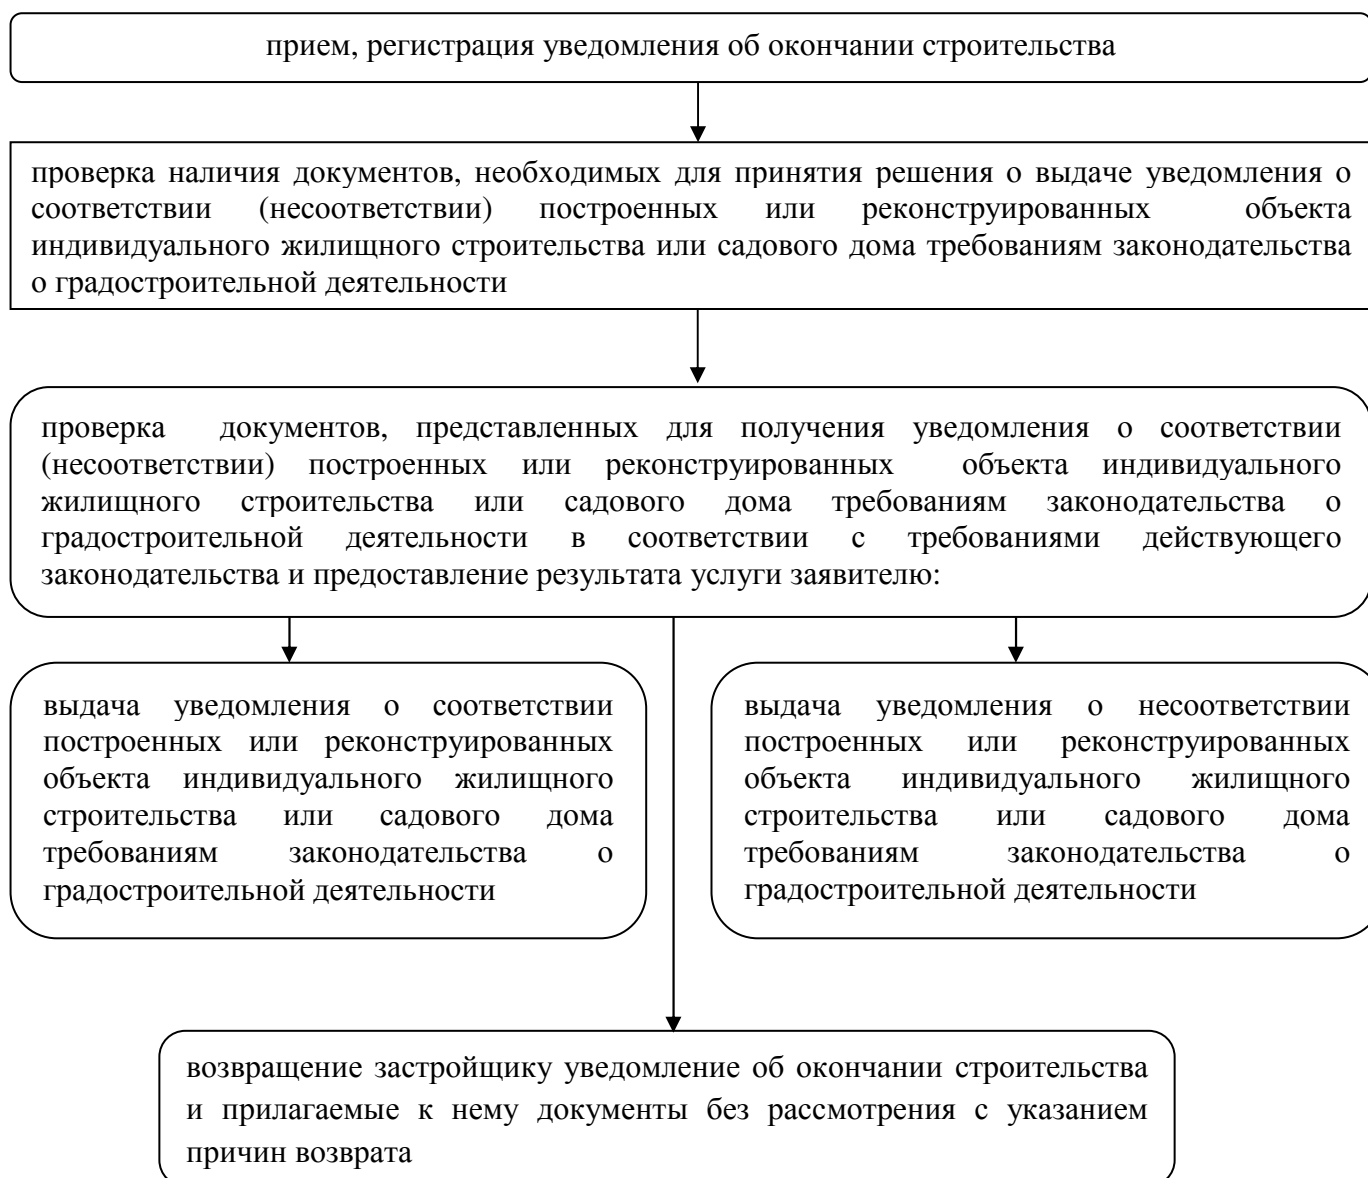 прием, регистрация уведомления об окончании строительства
проверка наличия документов, необходимых для принятия решения о выдаче уведомления о
соответствии (несоответствии) построенных или реконструированных объекта
индивидуального жилищного строительства или садового дома требованиям законодательства
о градостроительной деятельности
проверка документов, представленных для получения уведомления о соответствии
(несоответствии) построенных или реконструированных объекта индивидуального
жилищного строительства или садового дома требованиям законодательства о
градостроительной деятельности в соответствии с требованиями действующего
законодательства и предоставление результата услуги заявителю:
выдача уведомления о соответствии
построенных или реконструированных
объекта индивидуального жилищного
строительства или садового дома
требованиям законодательства о
градостроительной деятельности
выдача уведомления о несоответствии
построенных или реконструированных
объекта индивидуального жилищного
строительства или садового дома
требованиям законодательства о
градостроительной деятельности
возвращение застройщику уведомление об окончании строительства
и прилагаемые к нему документы без рассмотрения с указанием
причин возврата